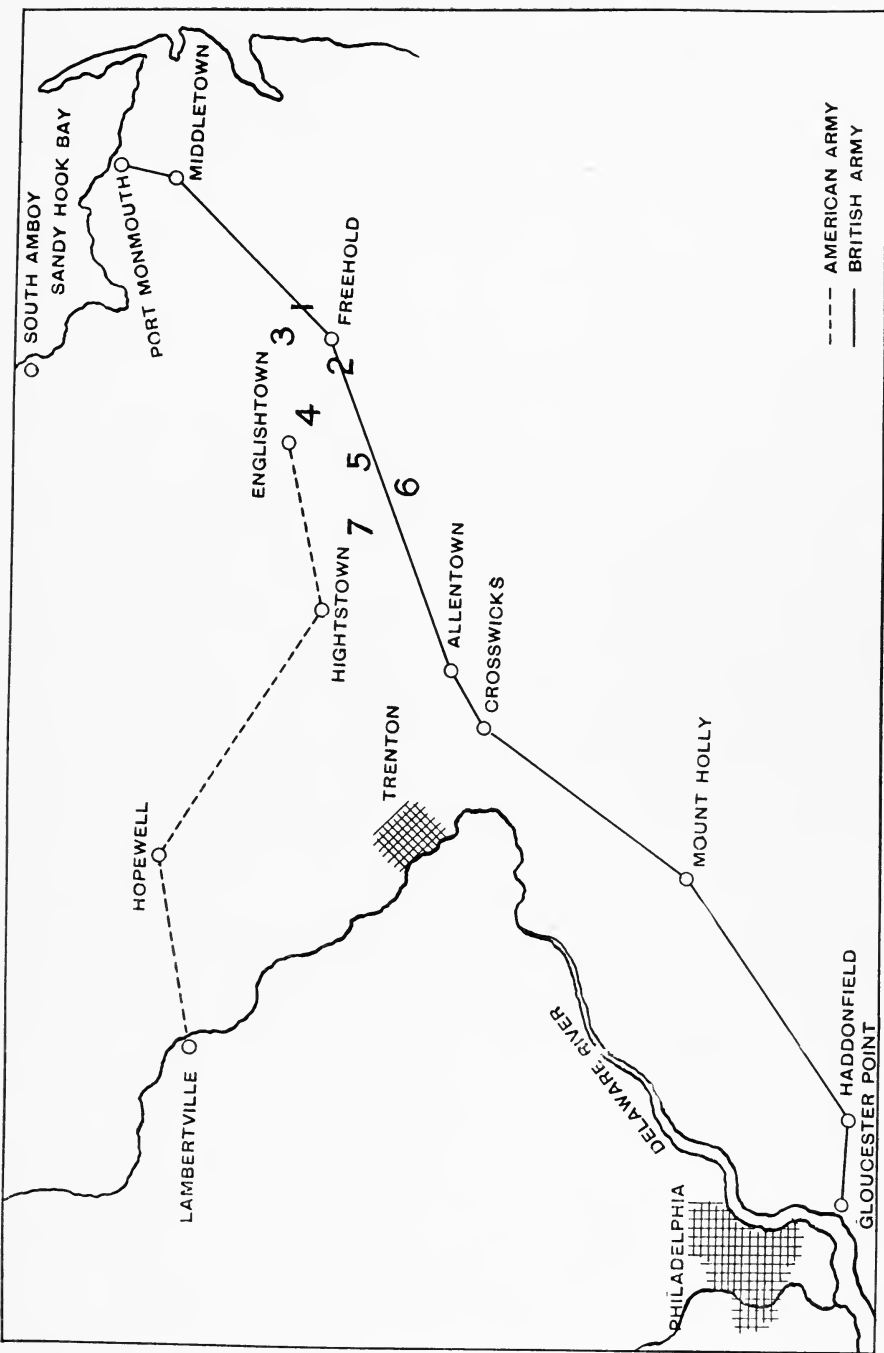 SOUTH AMBOY
SANDY HOOK BAY
PORT MONMOUTH
MIDDLETOWN
FREEHOLD
ENGLISHTOWN
1
2
3
4
5
6
7
HIGHTSTOWN
ALLENTOWN
CROSSWICKS
TRENTON
HOPEWELL
LAMBERTVILLE
MOUNT HOLLY
DELAWARE RIVER
PHILADELPHIA
HADDONFIELD
GLOUCESTER POINT
AMERICAN ARMY
BRITISH ARMY